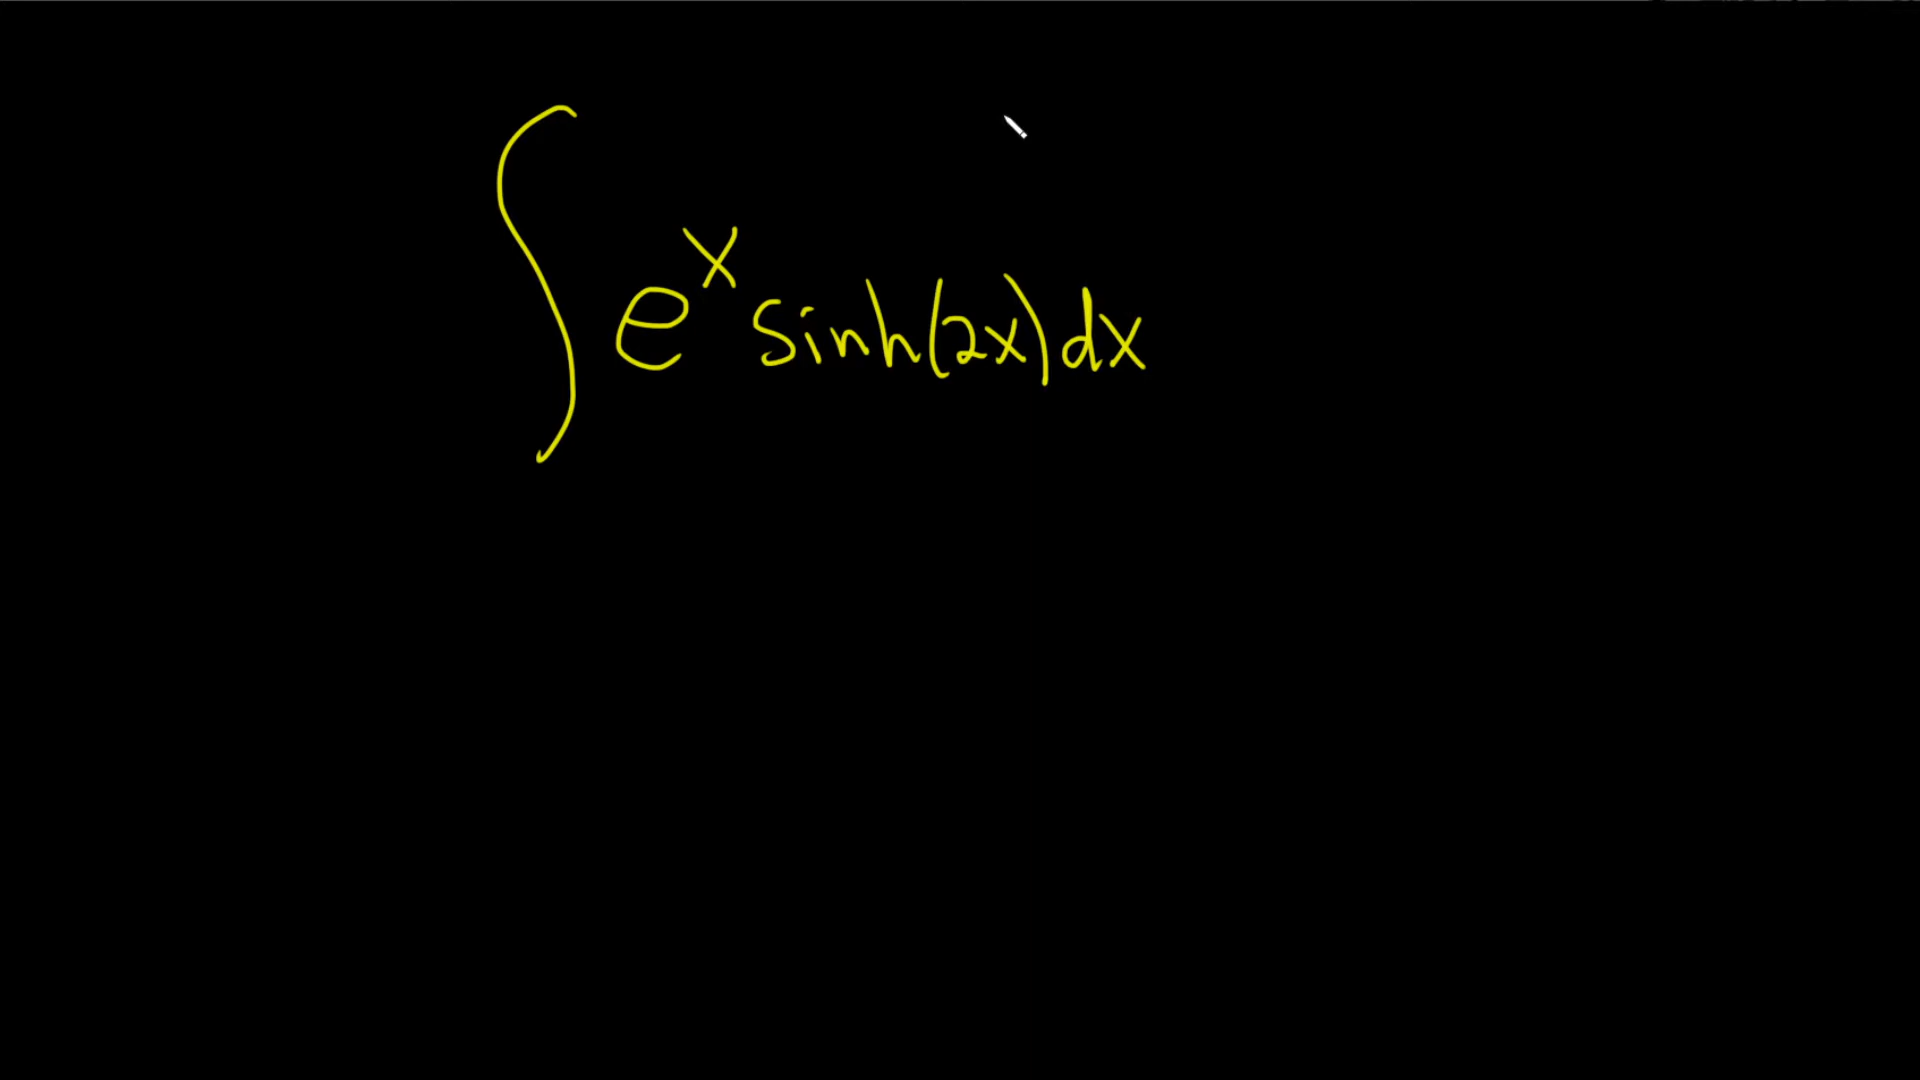 ∫ e^x sinh(2x) dx